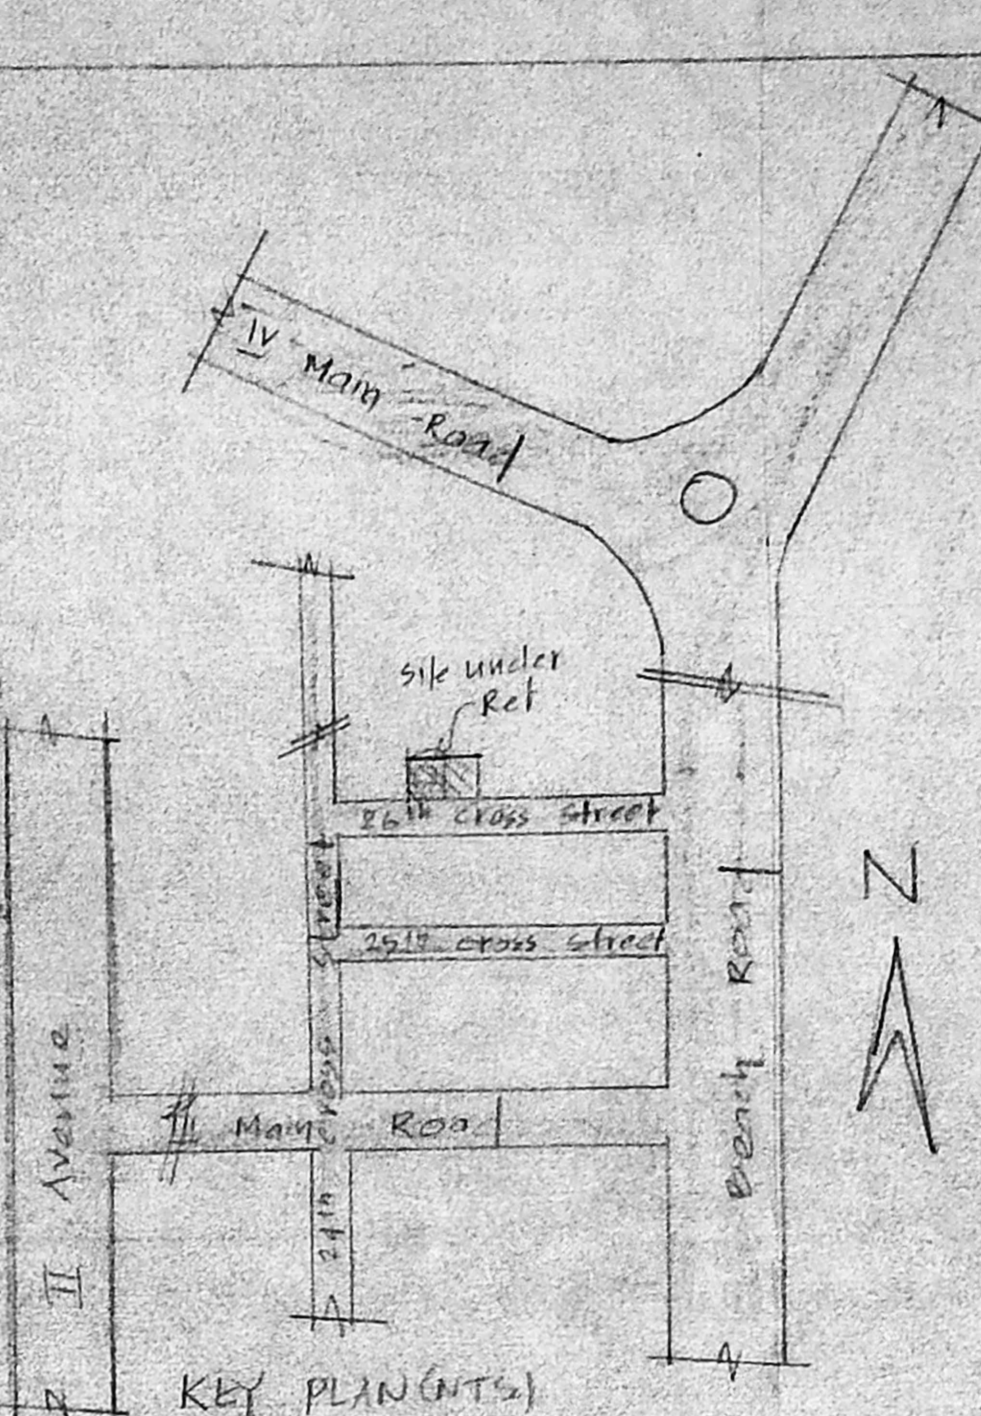 IV Main Road
Site under
Ref
26th cross street
25th cross street
24th cross street
Main Road
Beach Road
II Avenue
N
KEY PLAN (NTS)